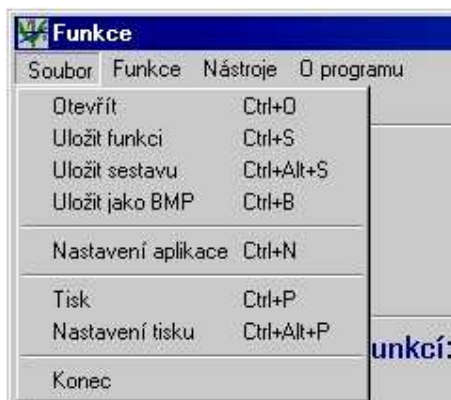 Funkce
Soubor Funkce Nástroje O programu
Otevřít Ctrl+O
Uložit funkci Ctrl+S
Uložit sestavu Ctrl+Alt+S
Uložit jako BMP Ctrl+B
Nastavení aplikace Ctrl+N
Tisk Ctrl+P
Nastavení tisku Ctrl+Alt+P
unkcí:
Konec